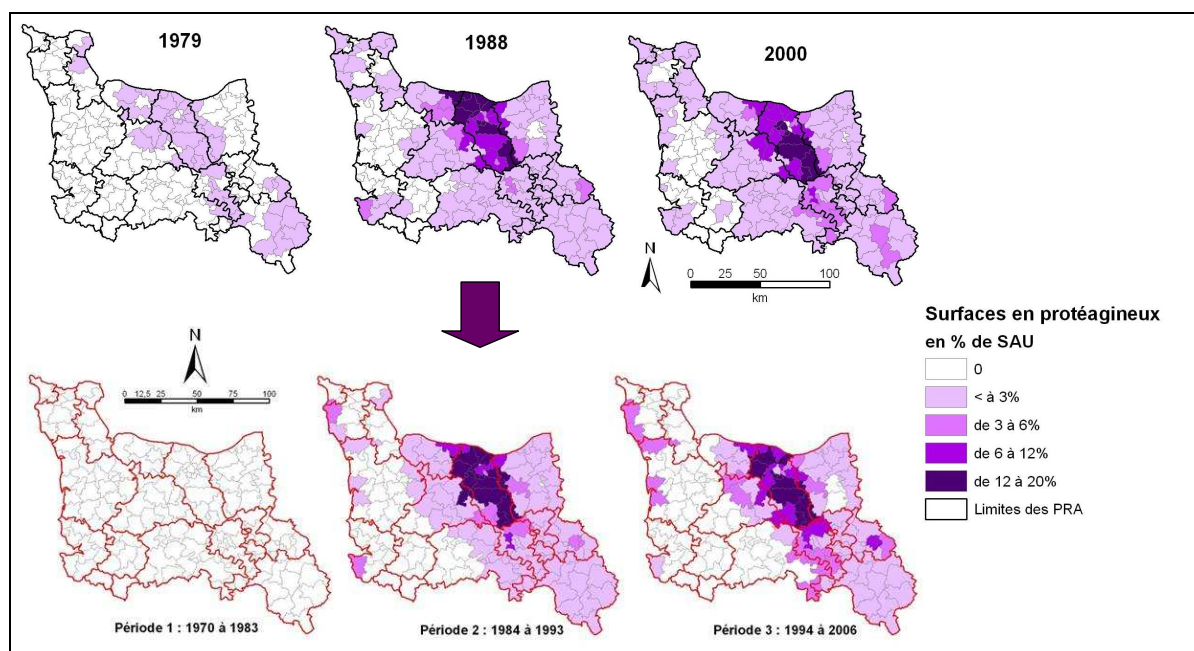 1979
1988
2000
N
0 25 50 100
km
N
0 12,5 25 50 75 100
km
Surfaces en protéagineux
en % de SAU
0
< à 3%
de 3 à 6%
de 6 à 12%
de 12 à 20%
Limites des PRA
Période 1 : 1970 à 1983
Période 2 : 1984 à 1993
Période 3 : 1994 à 2006